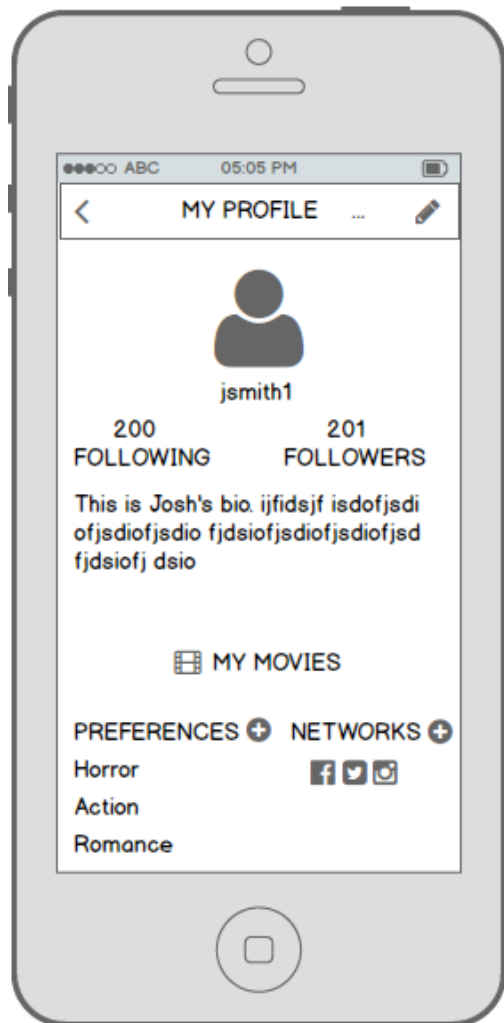 ABC 05:05 PM
MY PROFILE ...
jsmith1
200 201
FOLLOWING FOLLOWERS
This is Josh's bio. ijfidsjf isdofjsdi
ofjsdiofjsdio fjdsiofjsdiofjsdiofjsd
fjdsiofj dsio
MY MOVIES
PREFERENCES NETWORKS
Horror
Action
Romance